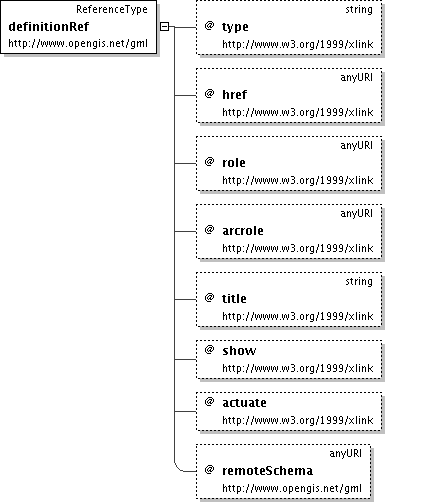 ReferenceType
definitionRef
http://www.opengis.net/gml
string
@ type
http://www.w3.org/1999/xlink
anyURI
@ href
http://www.w3.org/1999/xlink
anyURI
@ role
http://www.w3.org/1999/xlink
anyURI
@ arcrole
http://www.w3.org/1999/xlink
string
@ title
http://www.w3.org/1999/xlink
@ show
http://www.w3.org/1999/xlink
@ actuate
http://www.w3.org/1999/xlink
anyURI
@ remoteSchema
http://www.opengis.net/gml